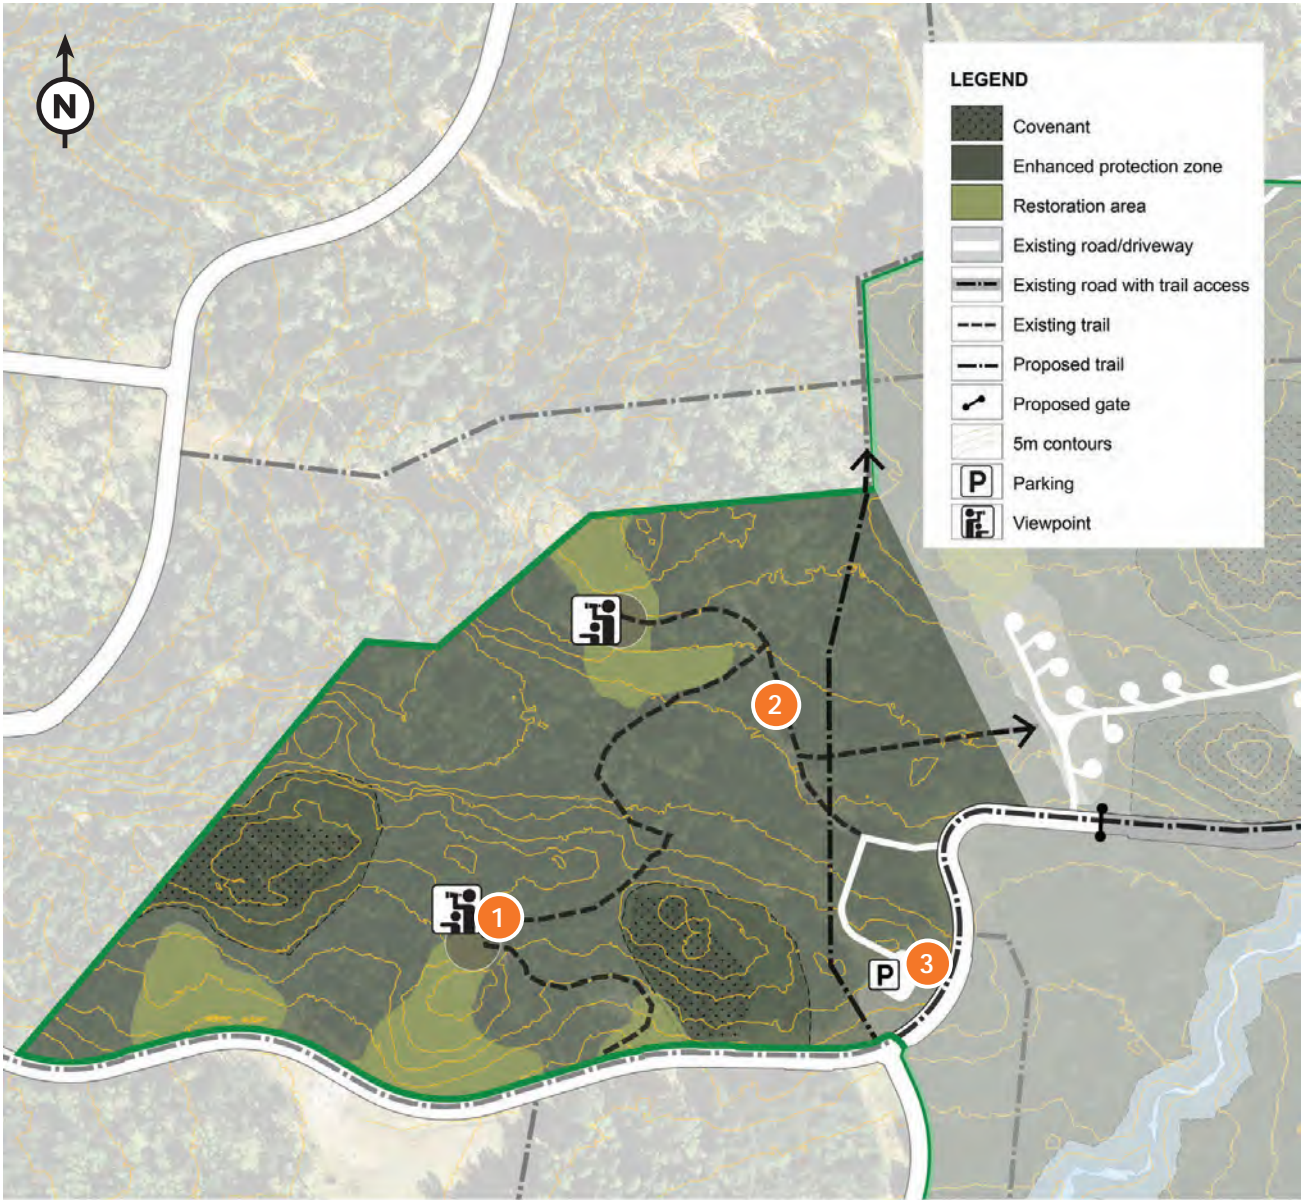 N
LEGEND
Covenant
Enhanced protection zone
Restoration area
Existing road/driveway
Existing road with trail access
Existing trail
Proposed trail
Proposed gate
5m contours
P Parking
Viewpoint
2
1
3
P